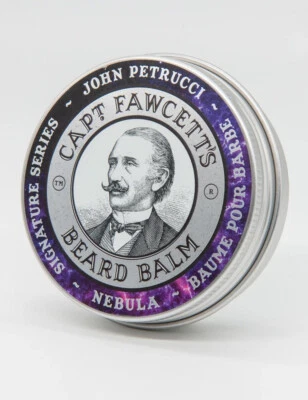 SIGNATURE SERIES ~ JOHN PETRUCCI ~
BAUME POUR BARBE ~ NEBULA ~
CAPT FAWCETT'S
TM
R
BEARD BALM